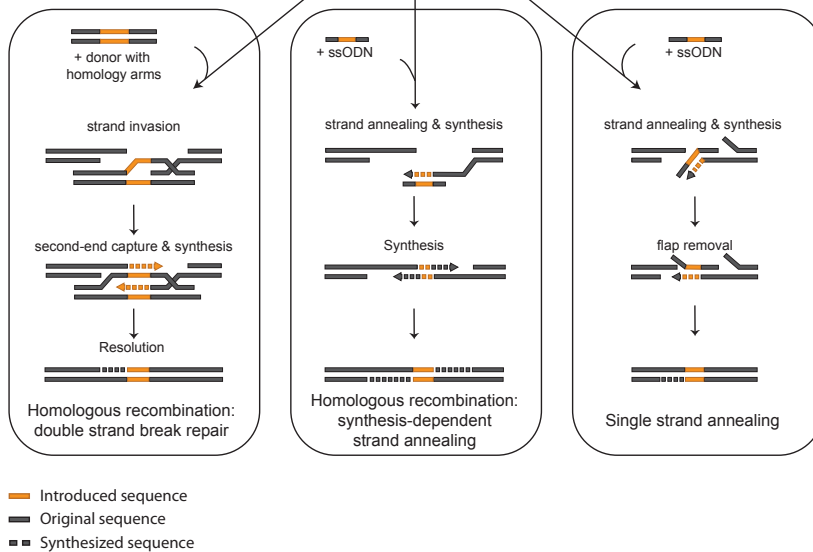 + donor with
homology arms
strand invasion
second-end capture & synthesis
Resolution
Homologous recombination:
double strand break repair
+ ssODN
strand annealing & synthesis
Synthesis
Homologous recombination:
synthesis-dependent
strand annealing
+ ssODN
strand annealing & synthesis
flap removal
Single strand annealing
Introduced sequence
Original sequence
Synthesized sequence